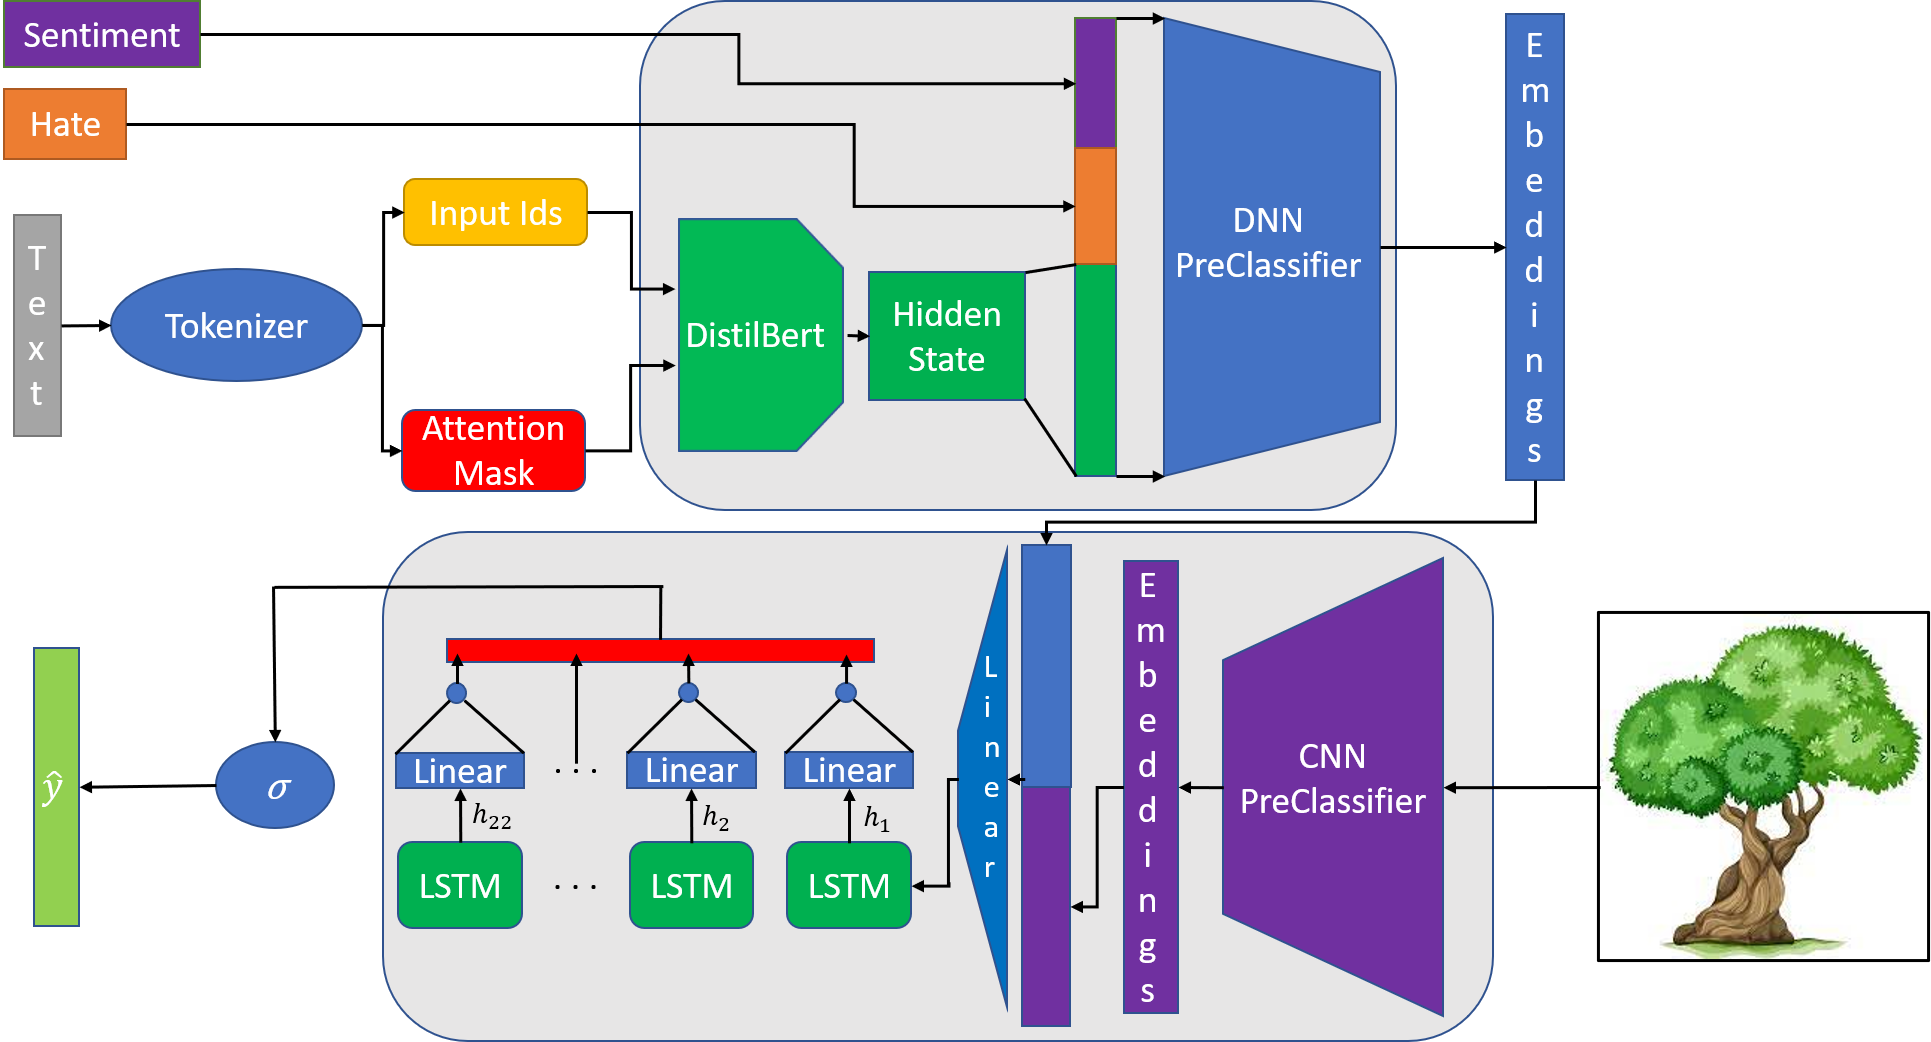 Sentiment
Hate
Text
Tokenizer
Input Ids
Attention
Mask
DistilBert
Hidden
State
DNN
PreClassifier
Embeddings
ŷ
σ
Linear
. . .
Linear
Linear
h₂₂
h₂
h₁
LSTM
. . .
LSTM
LSTM
Linear
Embeddings
CNN
PreClassifier